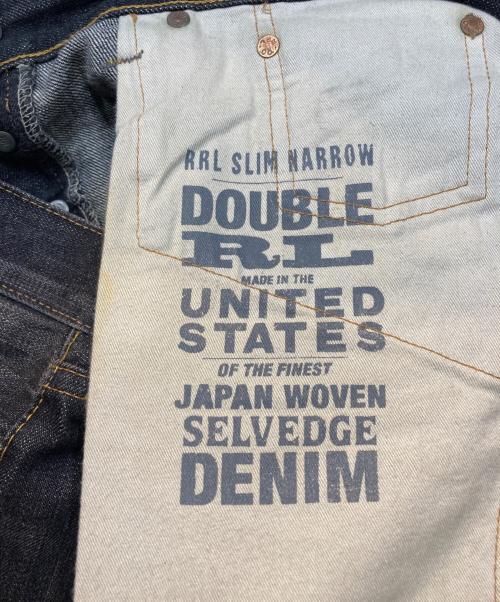 RRL SLIM NARROW
DOUBLE
RL
MADE IN THE
UNITED
STATES
OF THE FINEST
JAPAN WOVEN
SELVEDGE
DENIM